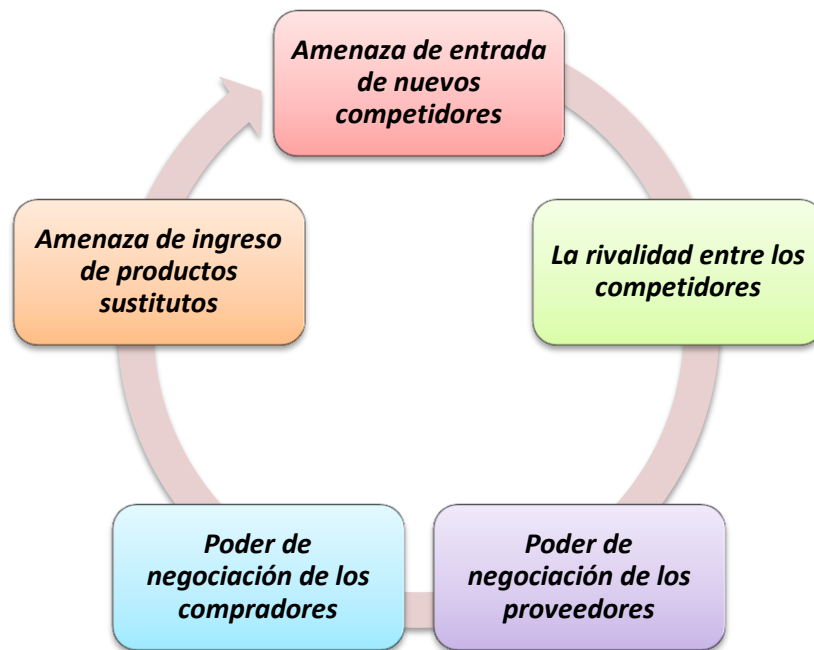 Amenaza de entrada
de nuevos
competidores
La rivalidad entre los
competidores
Poder de
negociación de los
proveedores
Poder de
negociación de los
compradores
Amenaza de ingreso
de productos
sustitutos